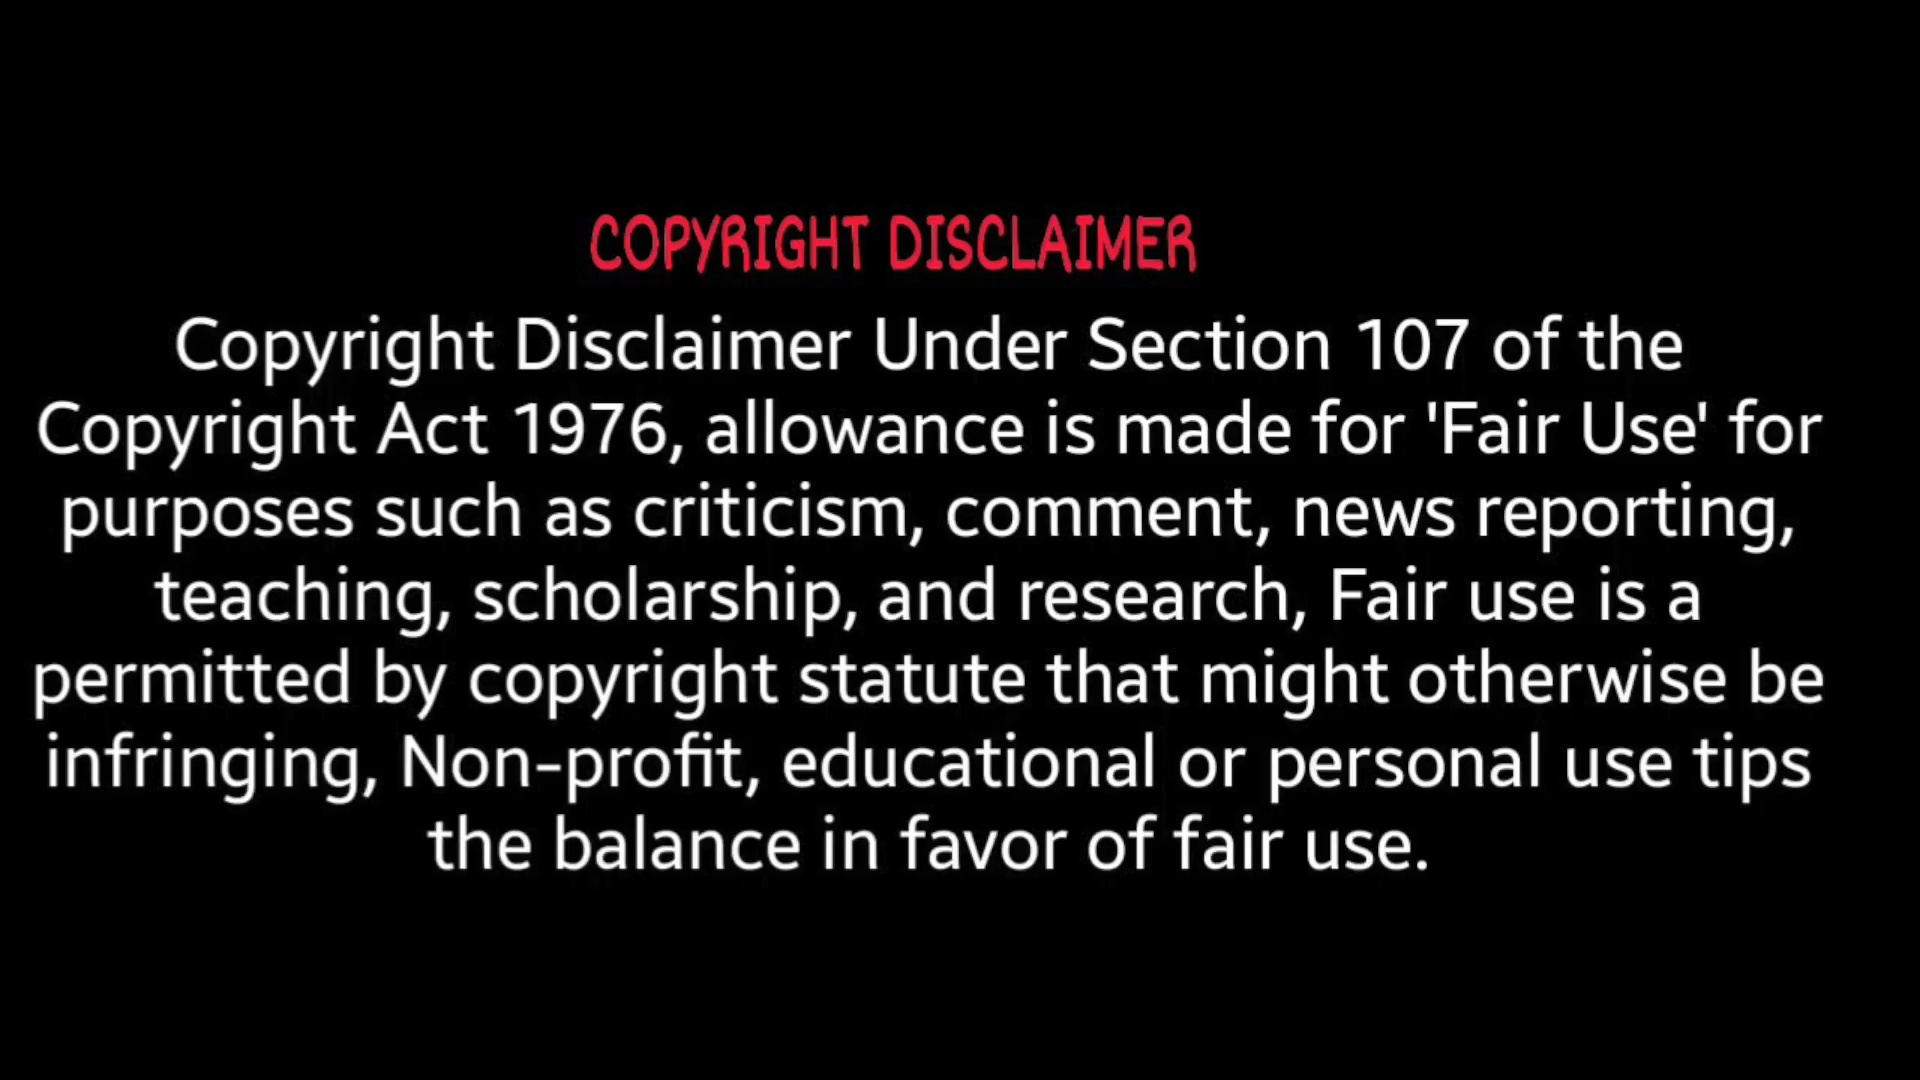 COPYRIGHT DISCLAIMER
Copyright Disclaimer Under Section 107 of the
Copyright Act 1976, allowance is made for 'Fair Use' for
purposes such as criticism, comment, news reporting,
teaching, scholarship, and research, Fair use is a
permitted by copyright statute that might otherwise be
infringing, Non-profit, educational or personal use tips
the balance in favor of fair use.